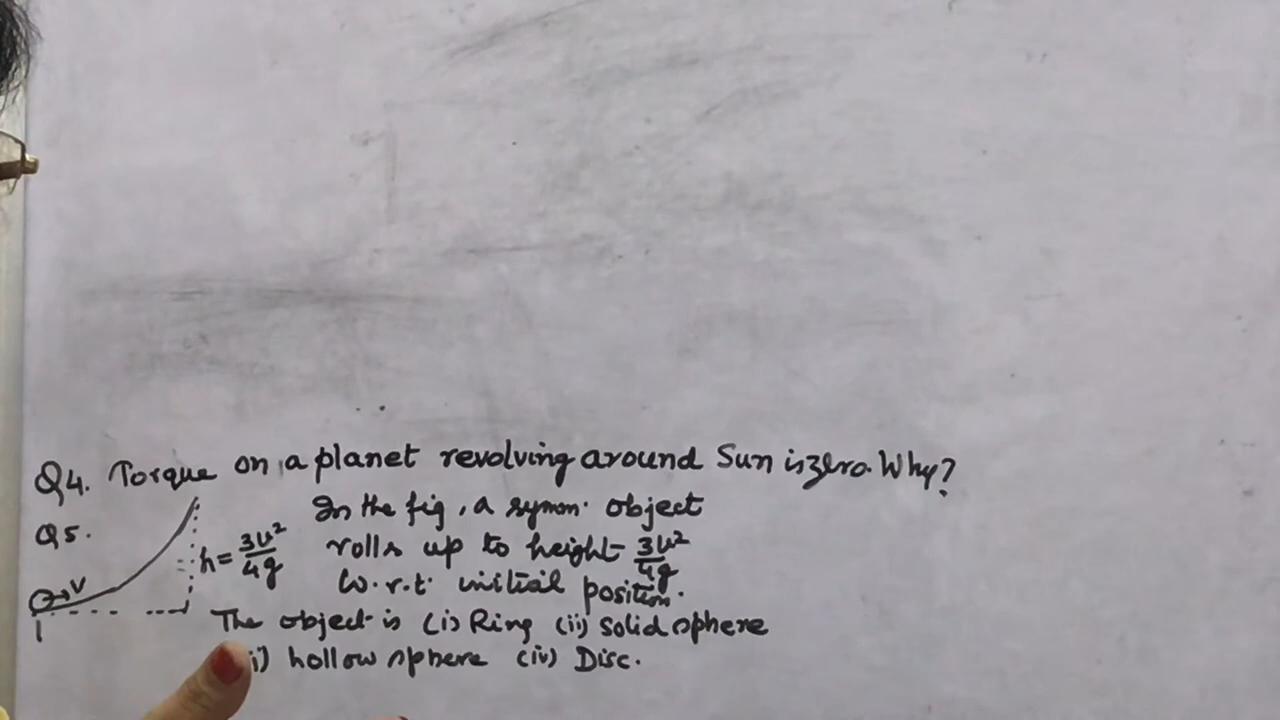 Q4. Torque on a planet revolving around Sun is zero. Why?
Q5. In the fig, a symm. object
h = 3v²/4g rolls up to height 3v²/4g
v w.r.t. initial position.
The object is (i) Ring (ii) Solid sphere
i) hollow sphere (iv) Disc.